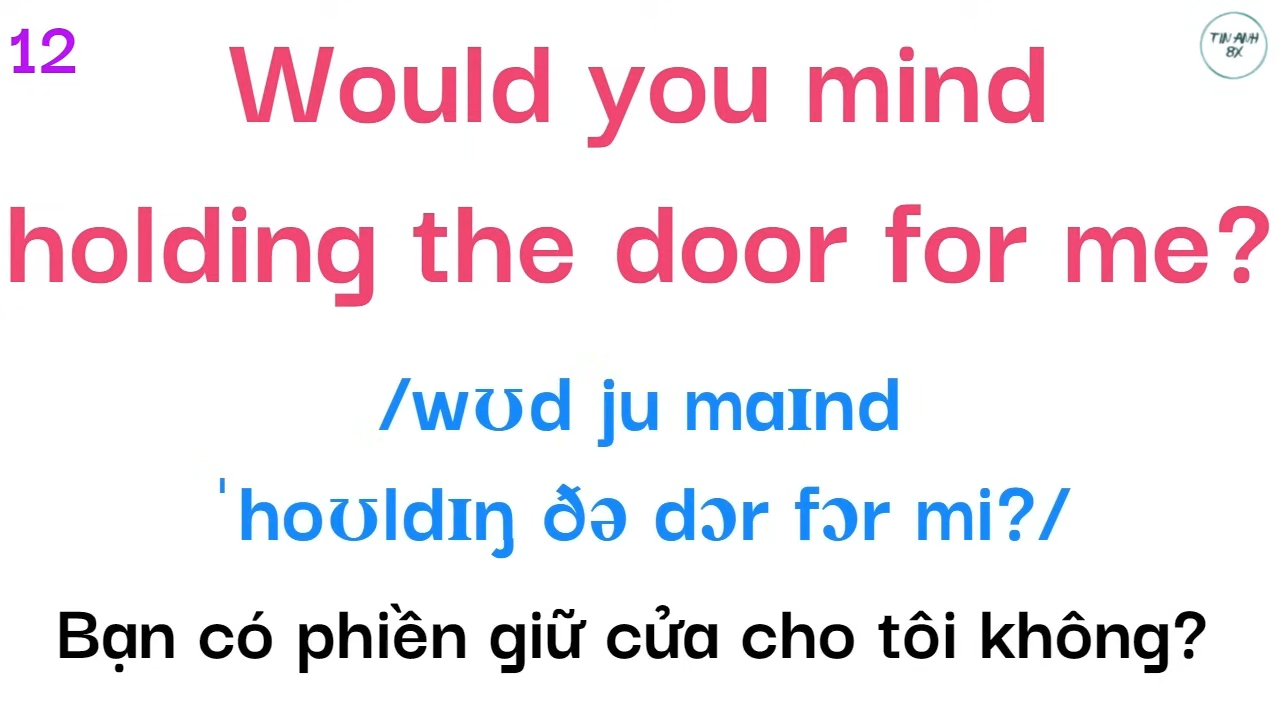 12
TIN ANH
8X
Would you mind
holding the door for me?
/wʊd ju maɪnd
ˈhoʊldɪŋ ðə dɔr fɔr mi?/
Bạn có phiền giữ cửa cho tôi không?